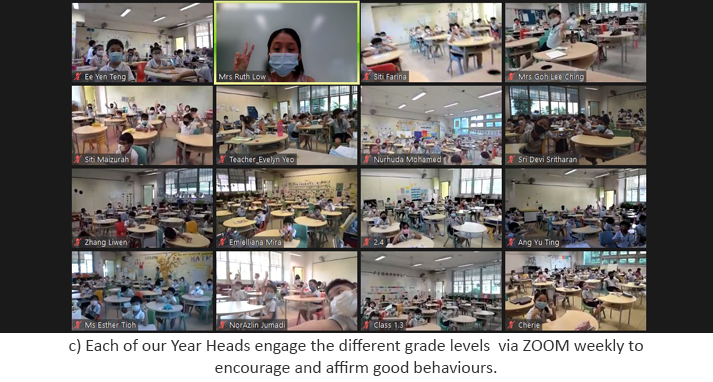 Ee Yen Teng
Mrs Ruth Low
Siti Farina
Mrs Goh Lee Ching
Siti Maizurah
Teacher_Evelyn Yeo
Nurhuda Mohamed
Sri Devi Sritharan
Zhang Liwen
Emielliana Mira
2.4
Ang Yu Ting
Ms Esther Tioh
NorAzlin Jumadi
Class 1.3
Cherie
c) Each of our Year Heads engage the different grade levels via ZOOM weekly to
encourage and affirm good behaviours.